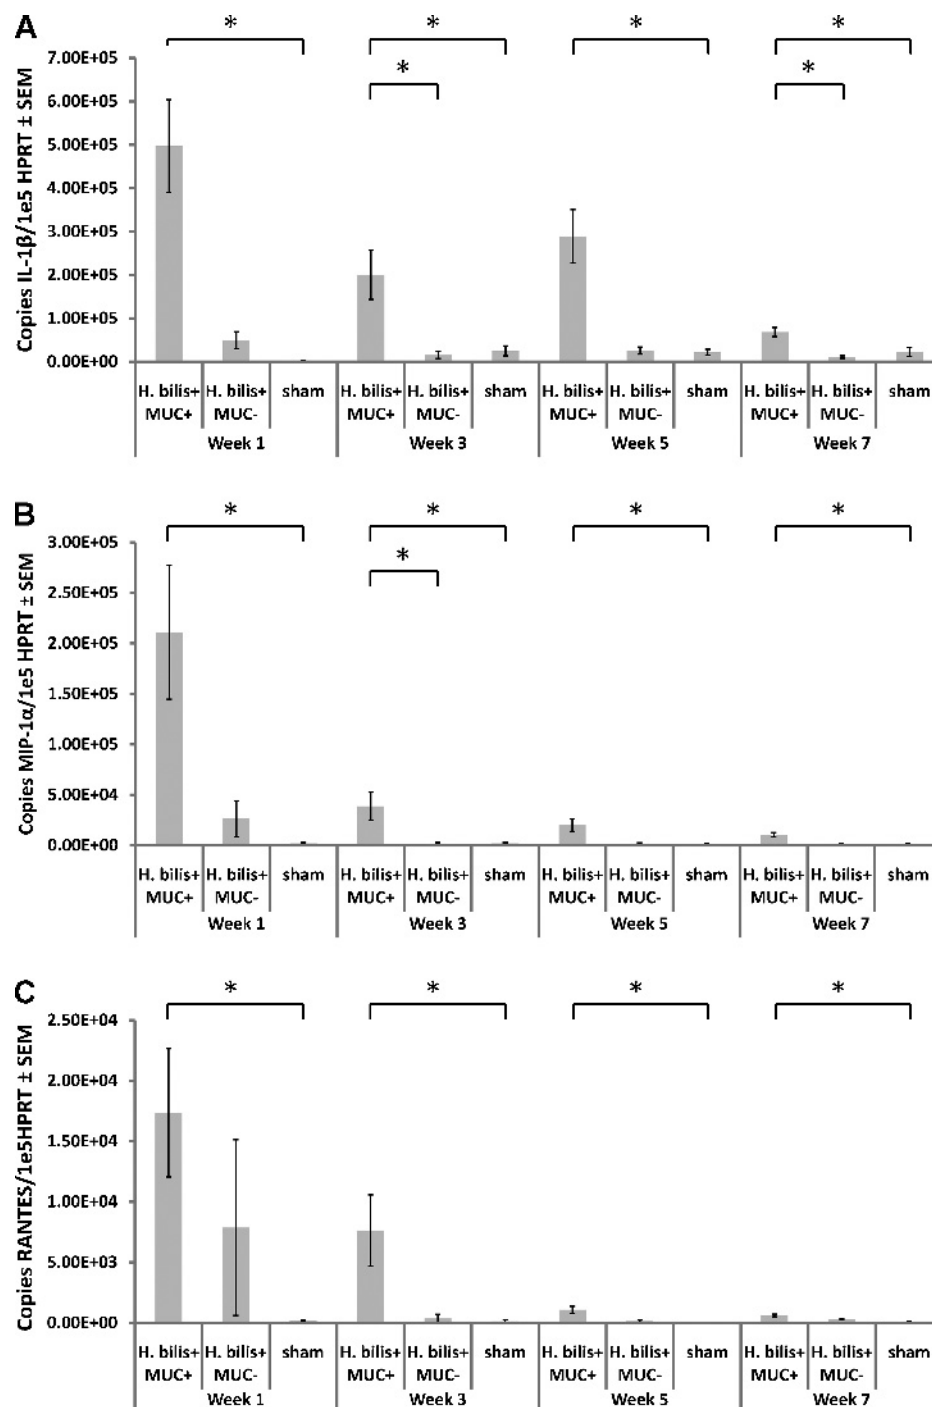 A
* * * *
* *
Copies IL-1β/1e5 HPRT ± SEM
7.00E+05
6.00E+05
5.00E+05
4.00E+05
3.00E+05
2.00E+05
1.00E+05
0.00E+00
H. bilis+ H. bilis+ sham H. bilis+ H. bilis+ sham H. bilis+ H. bilis+ sham H. bilis+ H. bilis+ sham
MUC+ MUC- MUC+ MUC- MUC+ MUC- MUC+ MUC-
Week 1 Week 3 Week 5 Week 7
B
* * * *
*
Copies MIP-1α/1e5 HPRT ± SEM
3.00E+05
2.50E+05
2.00E+05
1.50E+05
1.00E+05
5.00E+04
0.00E+00
H. bilis+ H. bilis+ sham H. bilis+ H. bilis+ sham H. bilis+ H. bilis+ sham H. bilis+ H. bilis+ sham
MUC+ MUC- MUC+ MUC- MUC+ MUC- MUC+ MUC-
Week 1 Week 3 Week 5 Week 7
C
* * * *
Copies RANTES/1e5HPRT ± SEM
2.50E+04
2.00E+04
1.50E+04
1.00E+04
5.00E+03
0.00E+00
H. bilis+ H. bilis+ sham H. bilis+ H. bilis+ sham H. bilis+ H. bilis+ sham H. bilis+ H. bilis+ sham
MUC+ MUC- MUC+ MUC- MUC+ MUC- MUC+ MUC-
Week 1 Week 3 Week 5 Week 7